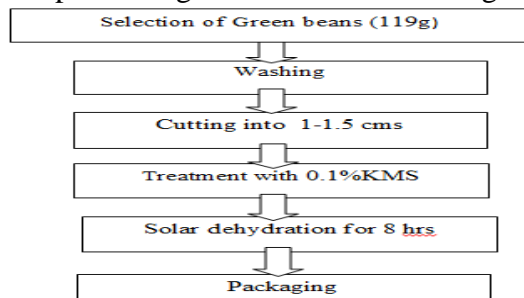 Selection of Green beans (119g)
Washing
Cutting into 1-1.5 cms
Treatment with 0.1%KMS
Solar dehydration for 8 hrs
Packaging